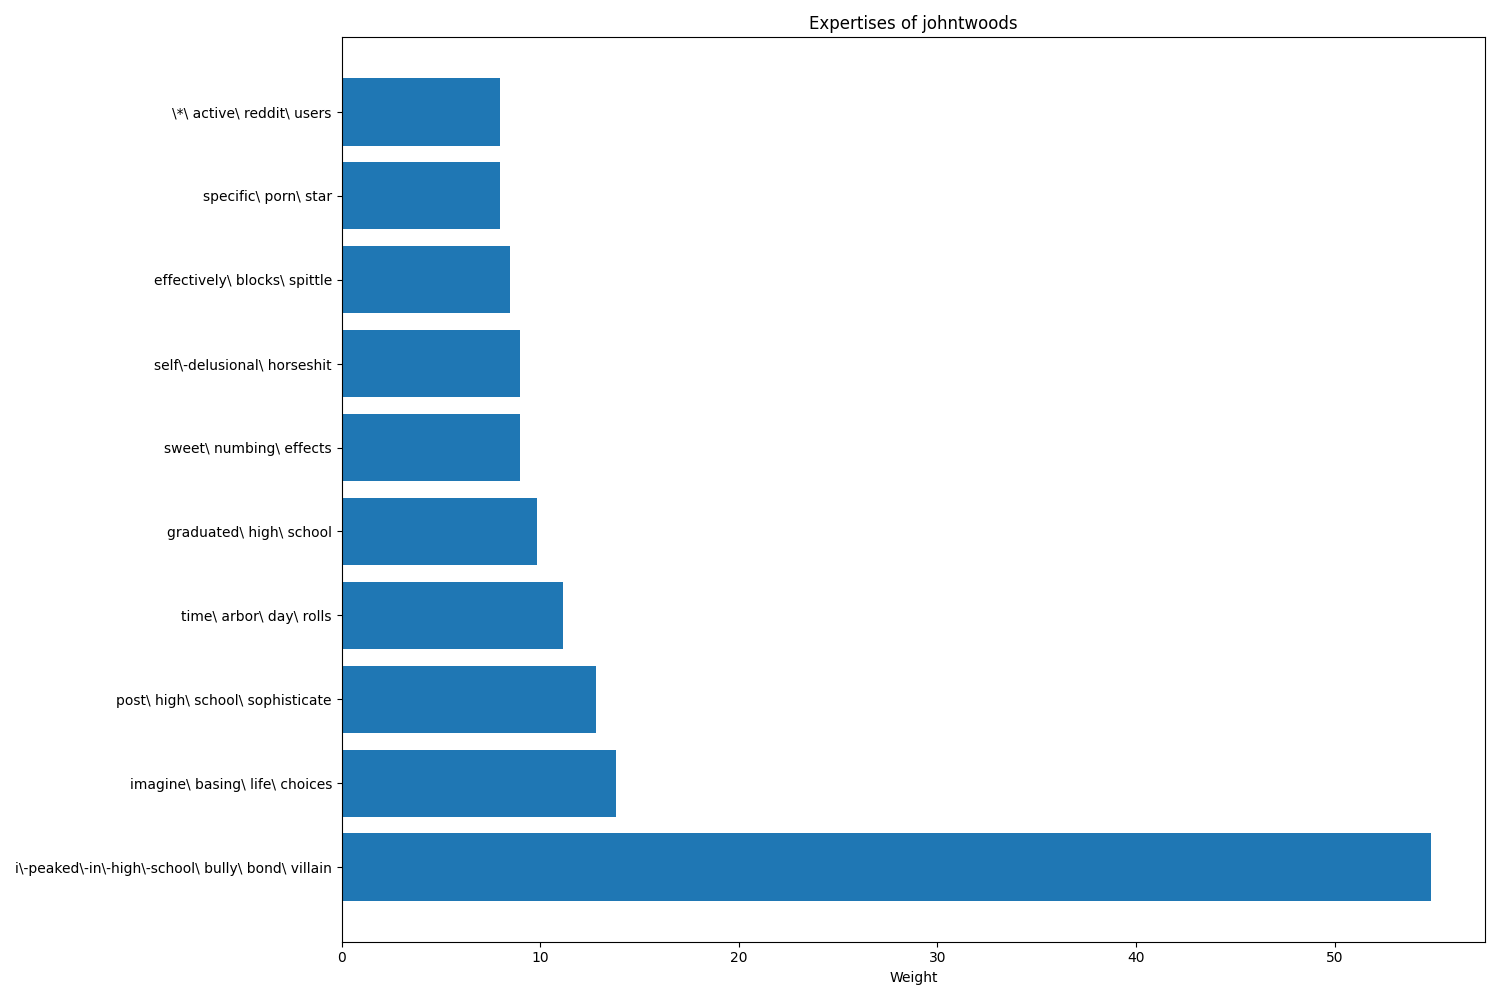 Expertises of johntwoods
\*\ active\ reddit\ users
specific\ porn\ star
effectively\ blocks\ spittle
self\-delusional\ horseshit
sweet\ numbing\ effects
graduated\ high\ school
time\ arbor\ day\ rolls
post\ high\ school\ sophisticate
imagine\ basing\ life\ choices
i\-peaked\-in\-high\-school\ bully\ bond\ villain
0 10 20 30 40 50
Weight